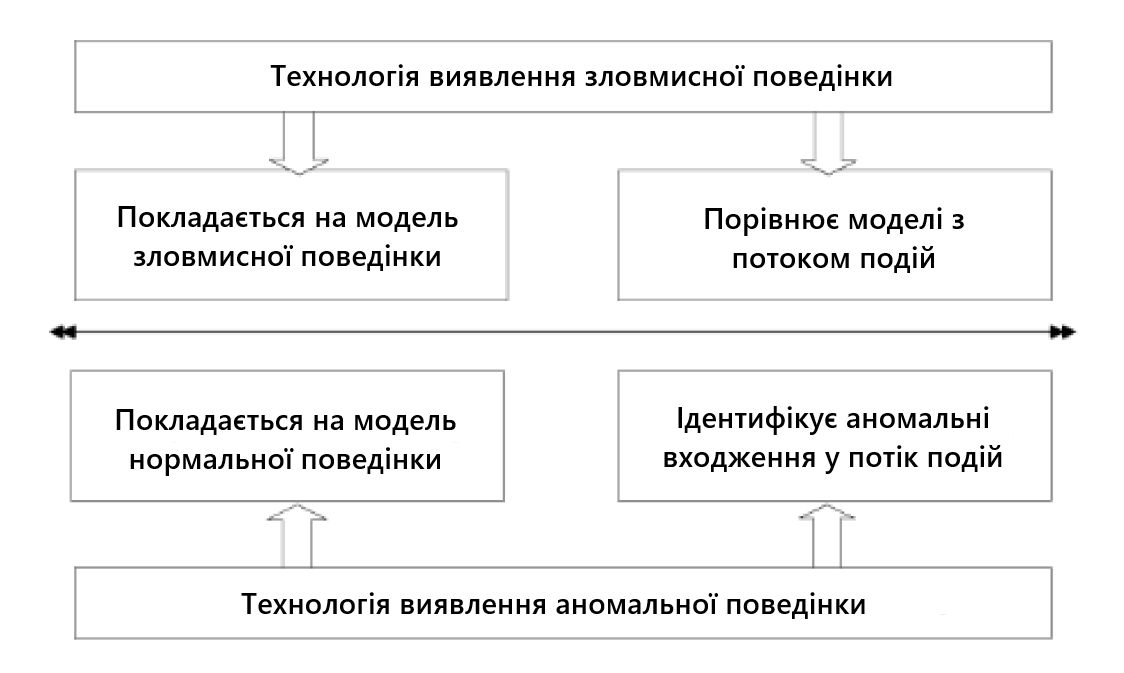 Технологія виявлення зловмисної поведінки
Покладається на модель
зловмисної поведінки
Порівнює моделі з
потоком подій
Покладається на модель
нормальної поведінки
Ідентифікує аномальні
входження у потік подій
Технологія виявлення аномальної поведінки